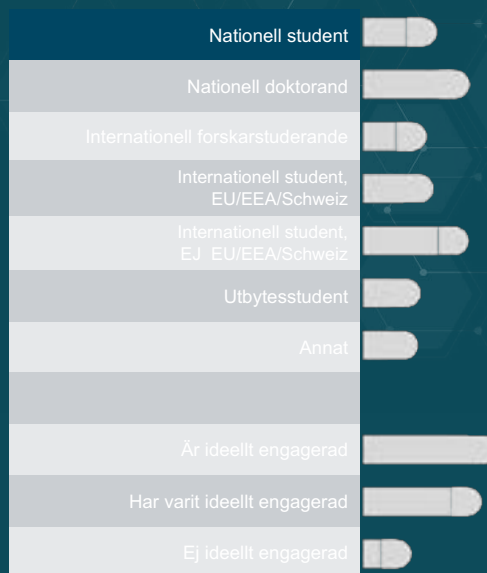 Nationell student
Nationell doktorand
Internationell forskarstuderande
Internationell student,
EU/EEA/Schweiz
Internationell student,
EJ EU/EEA/Schweiz
Utbytesstudent
Annat
Är ideellt engagerad
Har varit ideellt engagerad
Ej ideellt engagerad